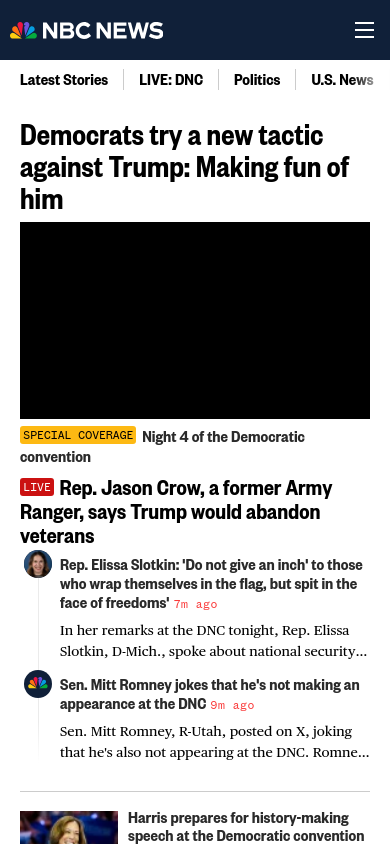 NBC NEWS
Latest Stories
LIVE: DNC
Politics
U.S. News
Democrats try a new tactic
against Trump: Making fun of
him
SPECIAL COVERAGE Night 4 of the Democratic
convention
LIVE Rep. Jason Crow, a former Army
Ranger, says Trump would abandon
veterans
Rep. Elissa Slotkin: 'Do not give an inch' to those
who wrap themselves in the flag, but spit in the
face of freedoms' 7m ago
In her remarks at the DNC tonight, Rep. Elissa
Slotkin, D-Mich., spoke about national security...
Sen. Mitt Romney jokes that he's not making an
appearance at the DNC 9m ago
Sen. Mitt Romney, R-Utah, posted on X, joking
that he's also not appearing at the DNC. Romne...
Harris prepares for history-making
speech at the Democratic convention